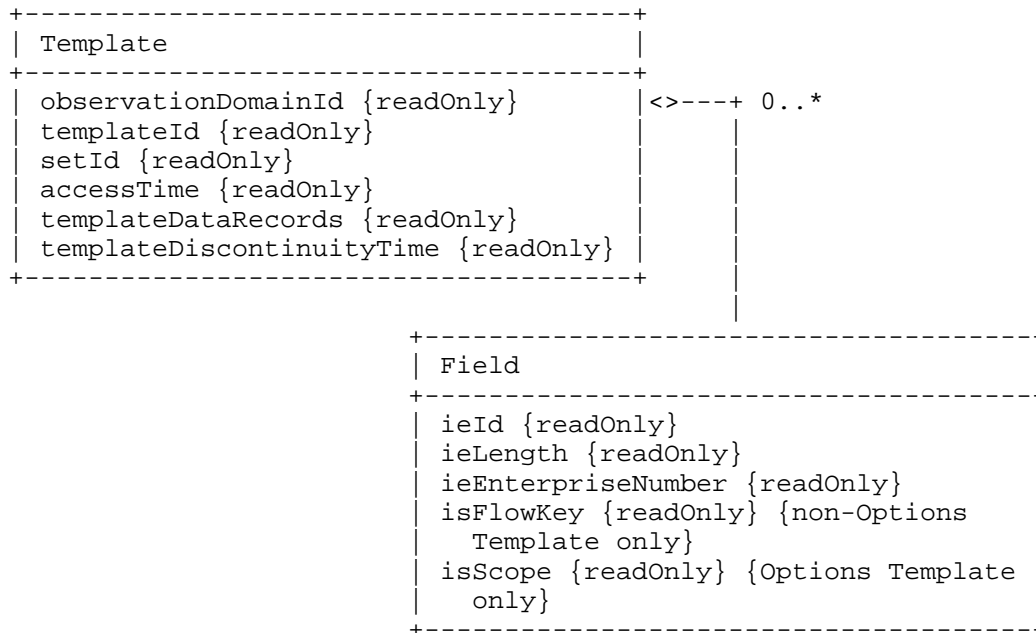 Template
observationDomainId {readOnly}
<>---+ 0..*
templateId {readOnly}
setId {readOnly}
accessTime {readOnly}
templateDataRecords {readOnly}
templateDiscontinuityTime {readOnly}
Field
ieId {readOnly}
ieLength {readOnly}
ieEnterpriseNumber {readOnly}
isFlowKey {readOnly} {non-Options
Template only}
isScope {readOnly} {Options Template
only}